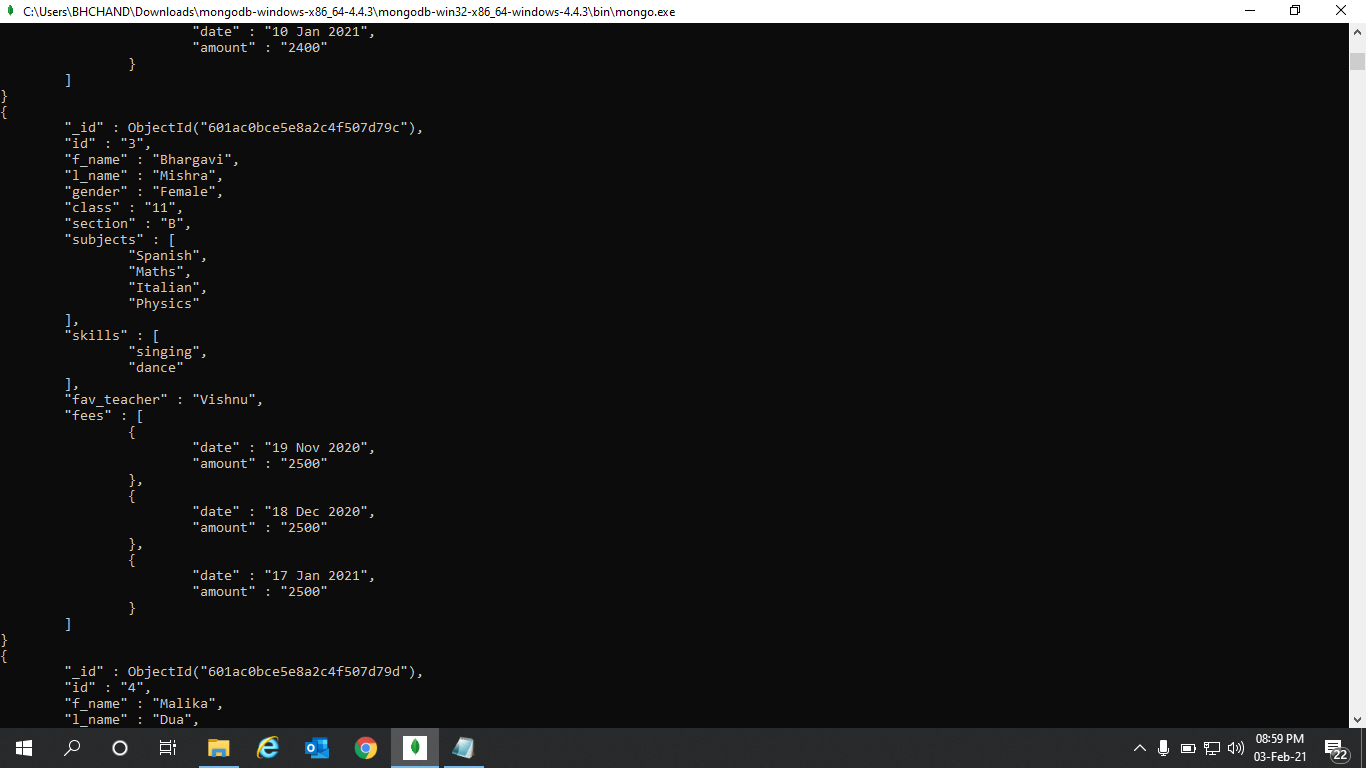 C:\Users\BHCHAND\Downloads\mongodb-windows-x86_64-4.4.3\mongodb-win32-x86_64-windows-4.4.3\bin\mongo.exe
"date" : "10 Jan 2021",
"amount" : "2400"
}
]
}
{
"_id" : ObjectId("601ac0bce5e8a2c4f507d79c"),
"id" : "3",
"f_name" : "Bhargavi",
"l_name" : "Mishra",
"gender" : "Female",
"class" : "11",
"section" : "B",
"subjects" : [
"Spanish",
"Maths",
"Italian",
"Physics"
],
"skills" : [
"singing",
"dance"
],
"fav_teacher" : "Vishnu",
"fees" : [
{
"date" : "19 Nov 2020",
"amount" : "2500"
},
{
"date" : "18 Dec 2020",
"amount" : "2500"
},
{
"date" : "17 Jan 2021",
"amount" : "2500"
}
]
}
{
"_id" : ObjectId("601ac0bce5e8a2c4f507d79d"),
"id" : "4",
"f_name" : "Malika",
"l_name" : "Dua",
08:59 PM
03-Feb-21
22